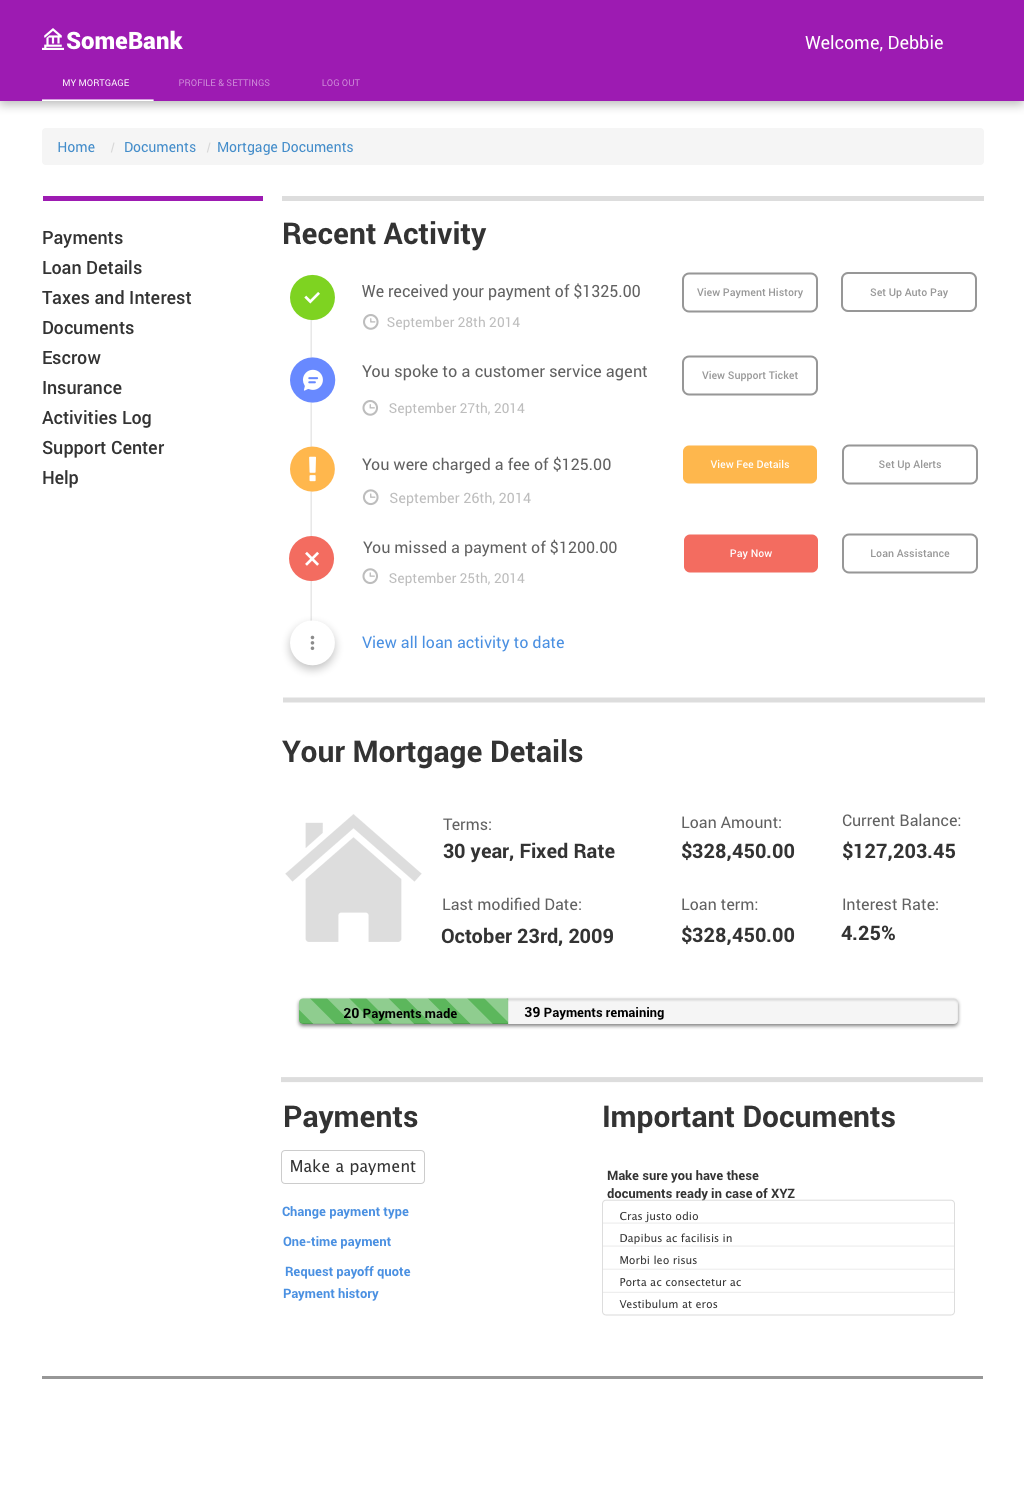 SomeBank
Welcome, Debbie
MY MORTGAGE PROFILE & SETTINGS LOG OUT
Home / Documents / Mortgage Documents
Payments
Loan Details
Taxes and Interest
Documents
Escrow
Insurance
Activities Log
Support Center
Help
Recent Activity
We received your payment of $1325.00
September 28th 2014
View Payment History
Set Up Auto Pay
You spoke to a customer service agent
September 27th, 2014
View Support Ticket
You were charged a fee of $125.00
September 26th, 2014
View Fee Details
Set Up Alerts
You missed a payment of $1200.00
September 25th, 2014
Pay Now
Loan Assistance
View all loan activity to date
Your Mortgage Details
Terms:
30 year, Fixed Rate
Loan Amount:
$328,450.00
Current Balance:
$127,203.45
Last modified Date:
October 23rd, 2009
Loan term:
$328,450.00
Interest Rate:
4.25%
20 Payments made
39 Payments remaining
Payments
Make a payment
Change payment type
One-time payment
Request payoff quote
Payment history
Important Documents
Make sure you have these
documents ready in case of XYZ
Cras justo odio
Dapibus ac facilisis in
Morbi leo risus
Porta ac consectetur ac
Vestibulum at eros